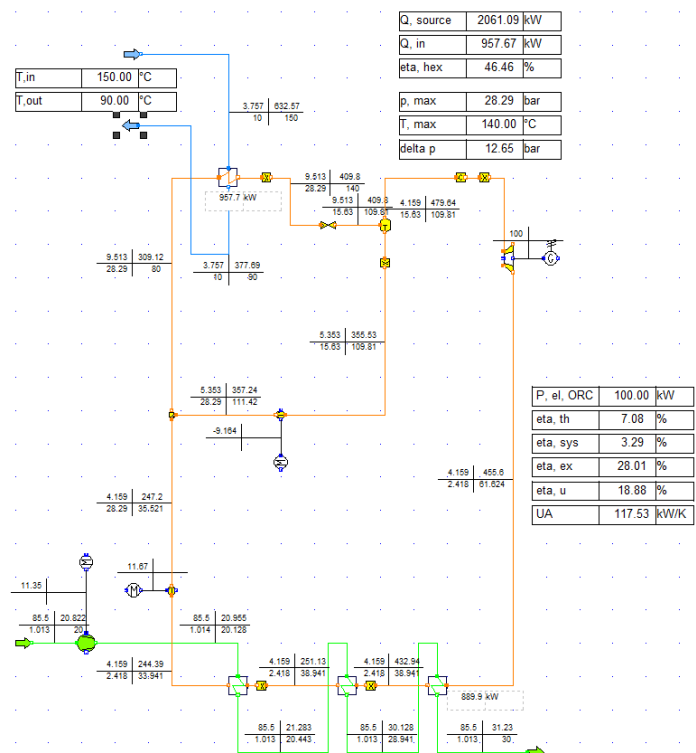 Q, source 2061.09 kW
Q, in 957.67 kW
eta, hex 46.46 %
T,in 150.00 °C
T,out 90.00 °C
p, max 28.29 bar
T, max 140.00 °C
delta p 12.65 bar
3.757 632.57
10 150
957.7 kW
9.513 409.8
28.29 140
9.513 409.8
15.63 109.81
4.159 479.64
15.63 109.81
100
G
T
9.513 309.12
28.29 80
3.757 377.69
10 90
5.353 355.53
15.63 109.81
5.353 357.24
28.29 111.42
-9.164
M
P, el, ORC 100.00 kW
eta, th 7.08 %
eta, sys 3.29 %
eta, ex 28.01 %
eta, u 18.88 %
UA 117.53 kW/K
4.159 455.6
2.418 61.624
4.159 247.2
28.29 35.521
M
11.67
M
11.35
85.5 20.822
1.013 20
85.5 20.955
1.014 20.128
4.159 244.39
2.418 33.941
4.159 251.13
2.418 38.941
4.159 432.94
2.418 38.941
889.9 kW
85.5 21.283
1.013 20.443
85.5 30.128
1.013 28.941
85.5 31.23
1.013 30